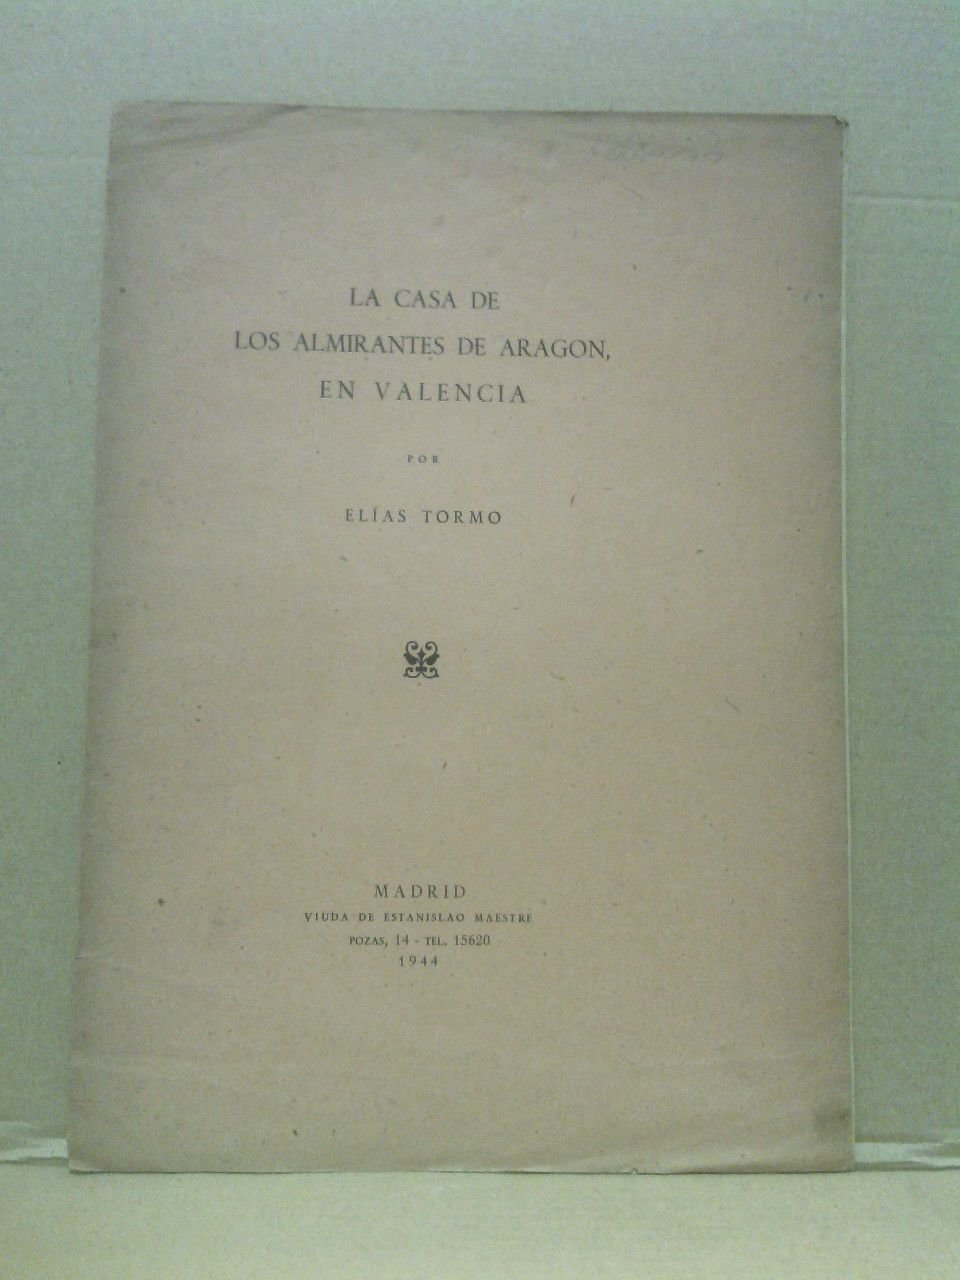 LA CASA DE
LOS ALMIRANTES DE ARAGON,
EN VALENCIA
POR
ELÍAS TORMO
MADRID
VIUDA DE ESTANISLAO MAESTRE
POZAS, 14 - TEL. 15620
1944